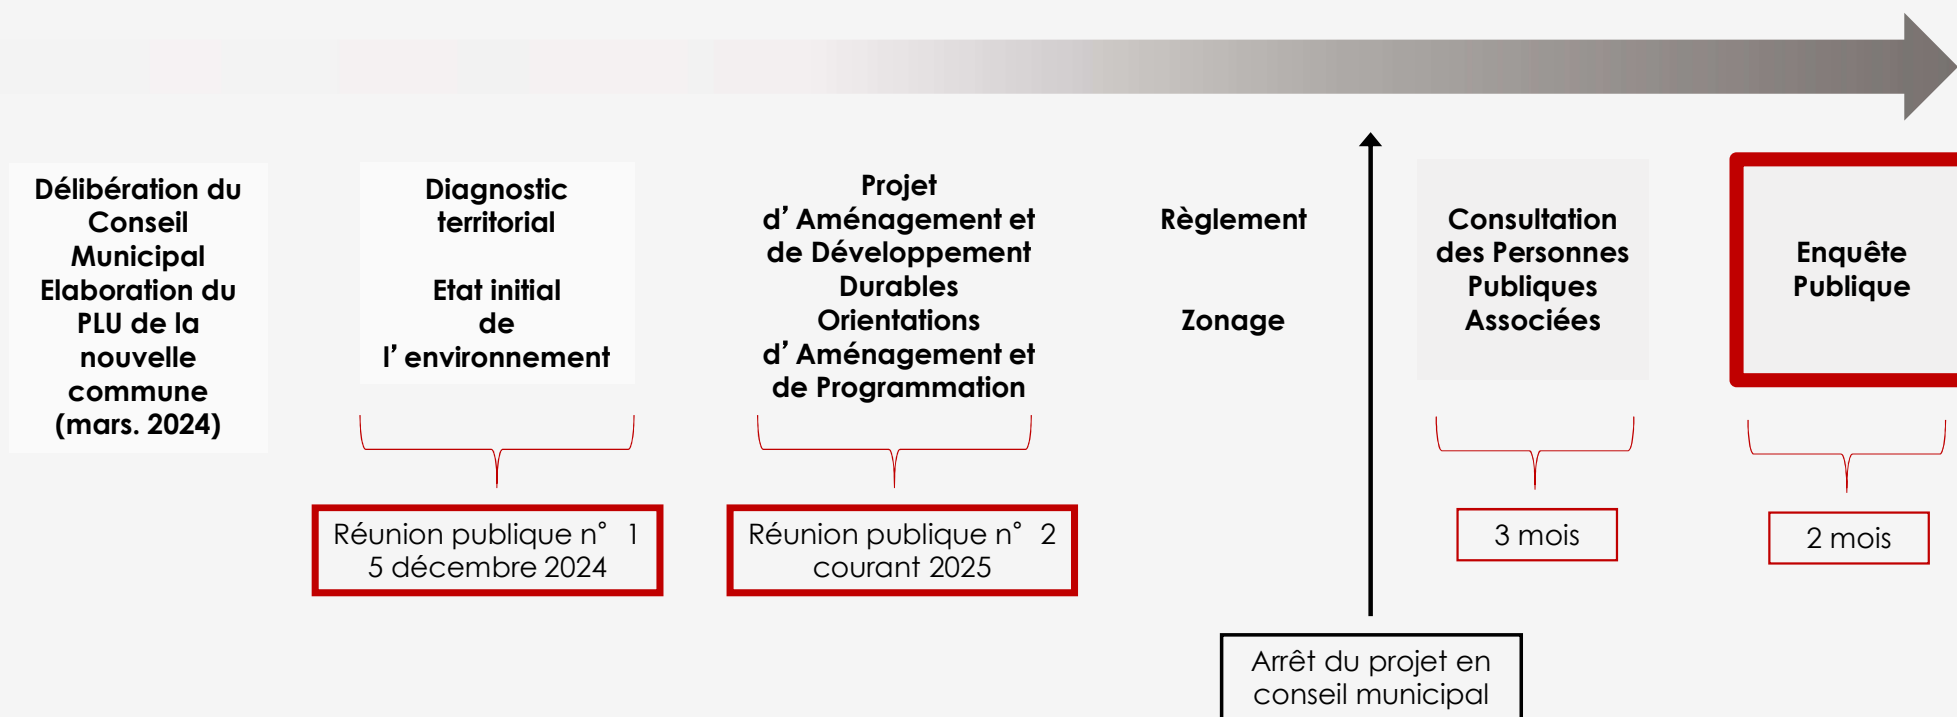 Délibération du
Conseil
Municipal
Elaboration du
PLU de la
nouvelle
commune
(mars. 2024)
Diagnostic
territorial
Etat initial
de
l’environnement
Projet
d’Aménagement et
de Développement
Durables
Orientations
d’Aménagement et
de Programmation
Règlement
Zonage
Consultation
des Personnes
Publiques
Associées
Enquête
Publique
Réunion publique n° 1
5 décembre 2024
Réunion publique n° 2
courant 2025
3 mois
2 mois
Arrêt du projet en
conseil municipal